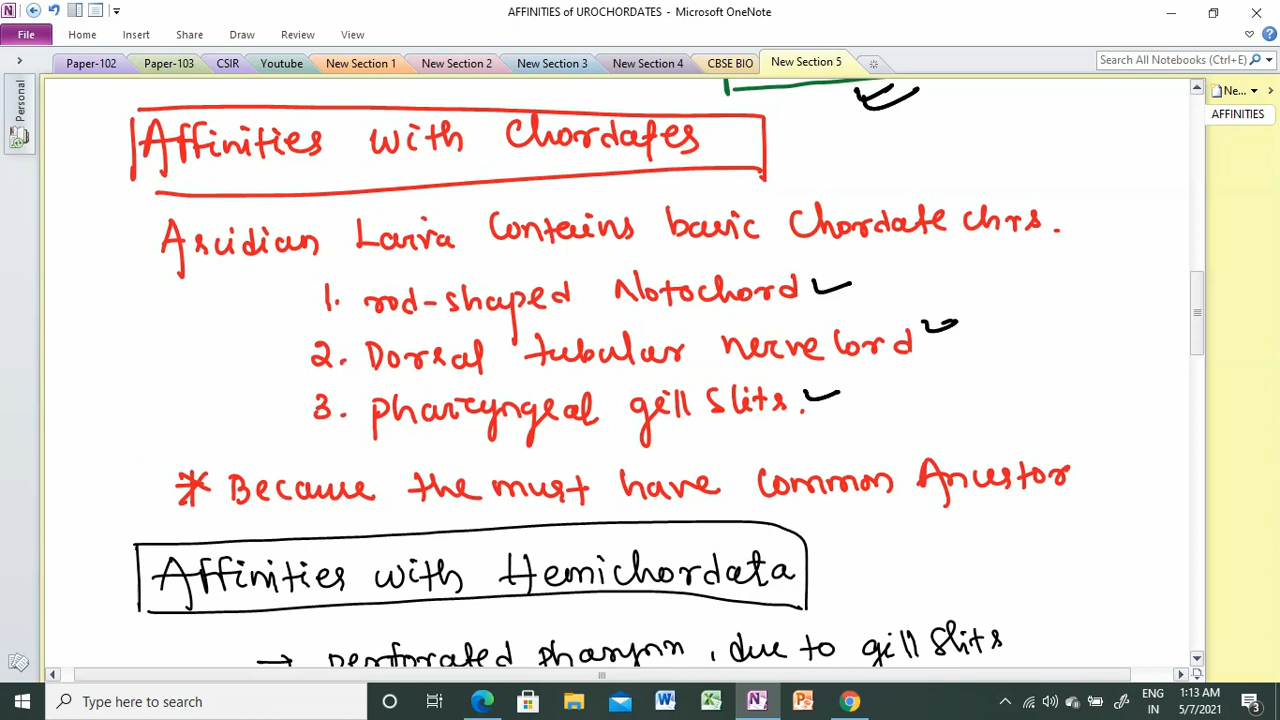 AFFINITIES of UROCHORDATES - Microsoft OneNote
File Home Insert Share Draw Review View
Paper-102 Paper-103 CSIR Youtube New Section 1 New Section 2 New Section 3 New Section 4 CBSE BIO New Section 5
Search All Notebooks (Ctrl+E)
Personal
Ne...
AFFINITIES
Affinities with Chordates
Ascidian Larva Contains basic Chordate chrs.
1. rod-shaped Notochord
2. Dorsal tubular nerve Cord
3. pharyngeal gill Slits.
* Because the must have common Ancestor
Affinities with Hemichordata
→ perforated pharynx, due to gill Slits
Type here to search
ENG
IN
1:13 AM
5/7/2021
3